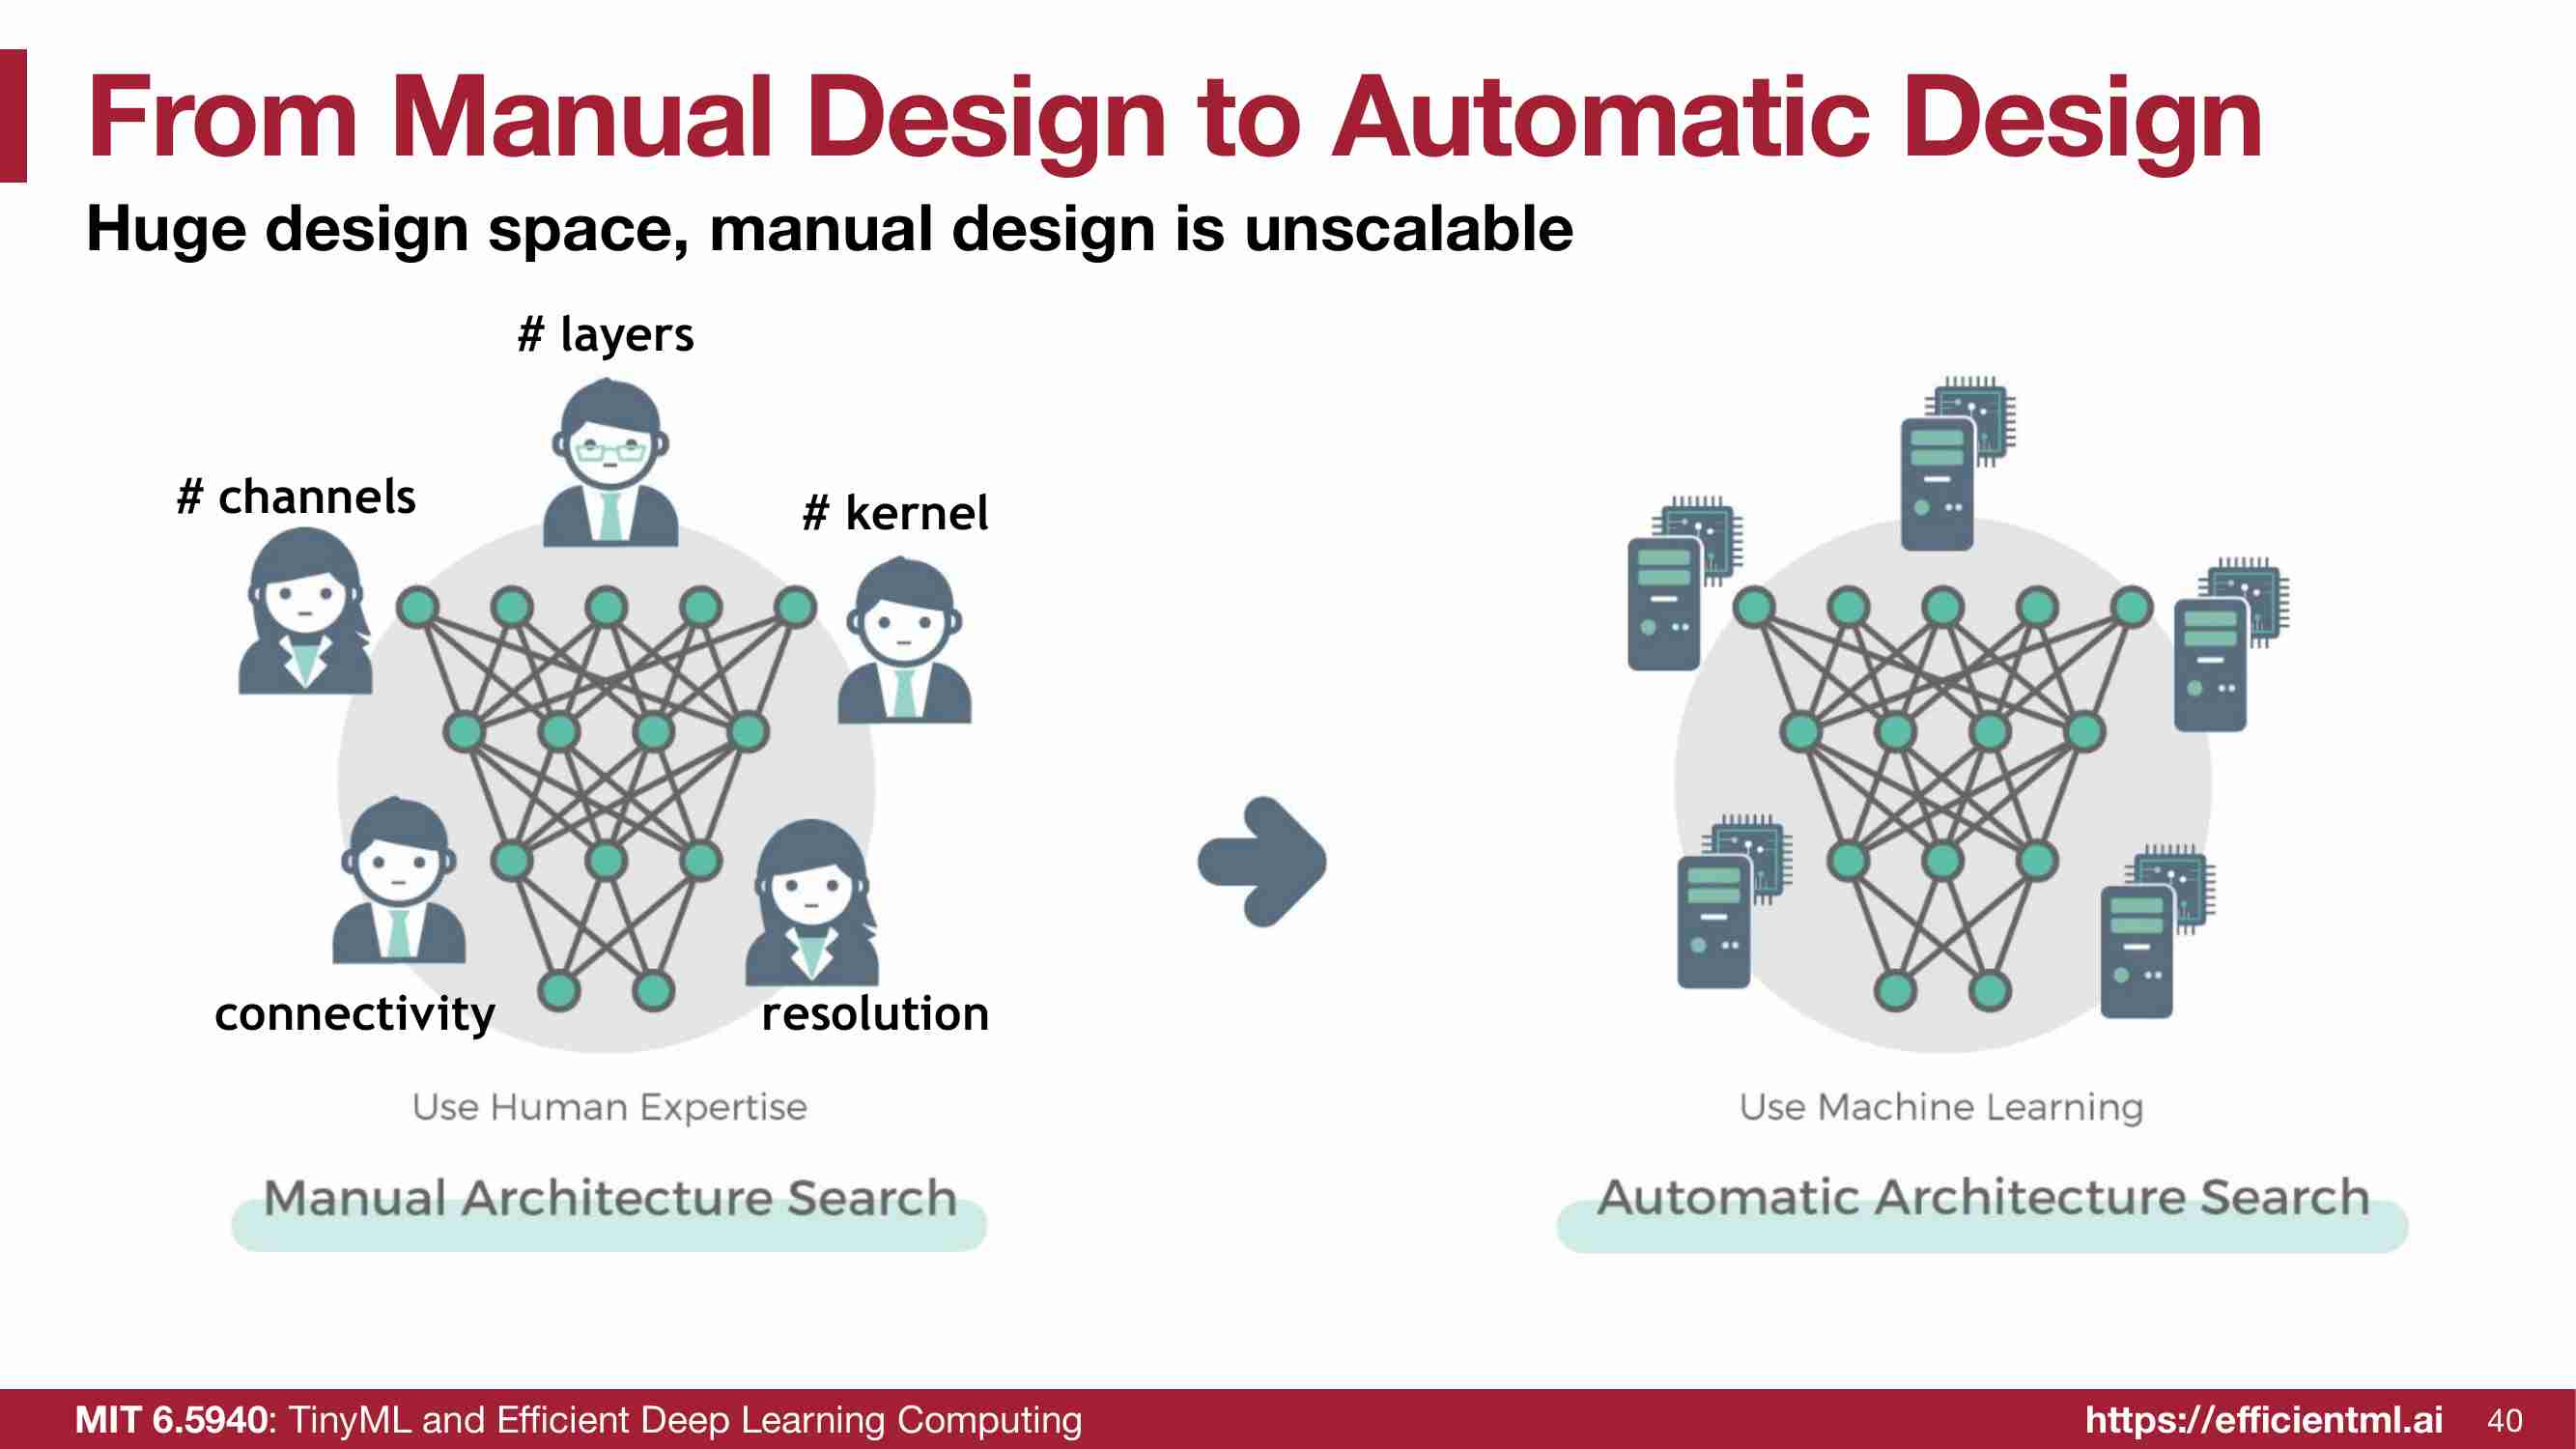 From Manual Design to Automatic Design
Huge design space, manual design is unscalable
# layers
# channels
# kernel
connectivity
resolution
Use Human Expertise
Manual Architecture Search
Use Machine Learning
Automatic Architecture Search
MIT 6.5940: TinyML and Efficient Deep Learning Computing
https://efficientml.ai
40